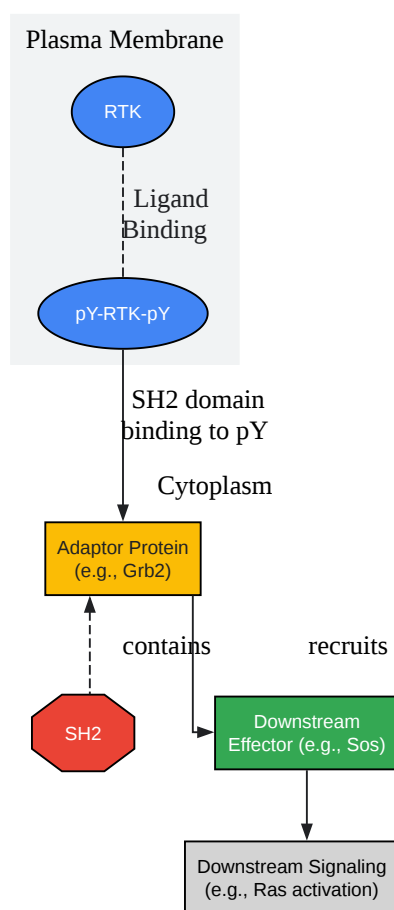 Plasma Membrane
RTK
Ligand
Binding
pY-RTK-pY
SH2 domain
binding to pY
Cytoplasm
Adaptor Protein
(e.g., Grb2)
contains
recruits
SH2
Downstream
Effector (e.g., Sos)
Downstream Signaling
(e.g., Ras activation)